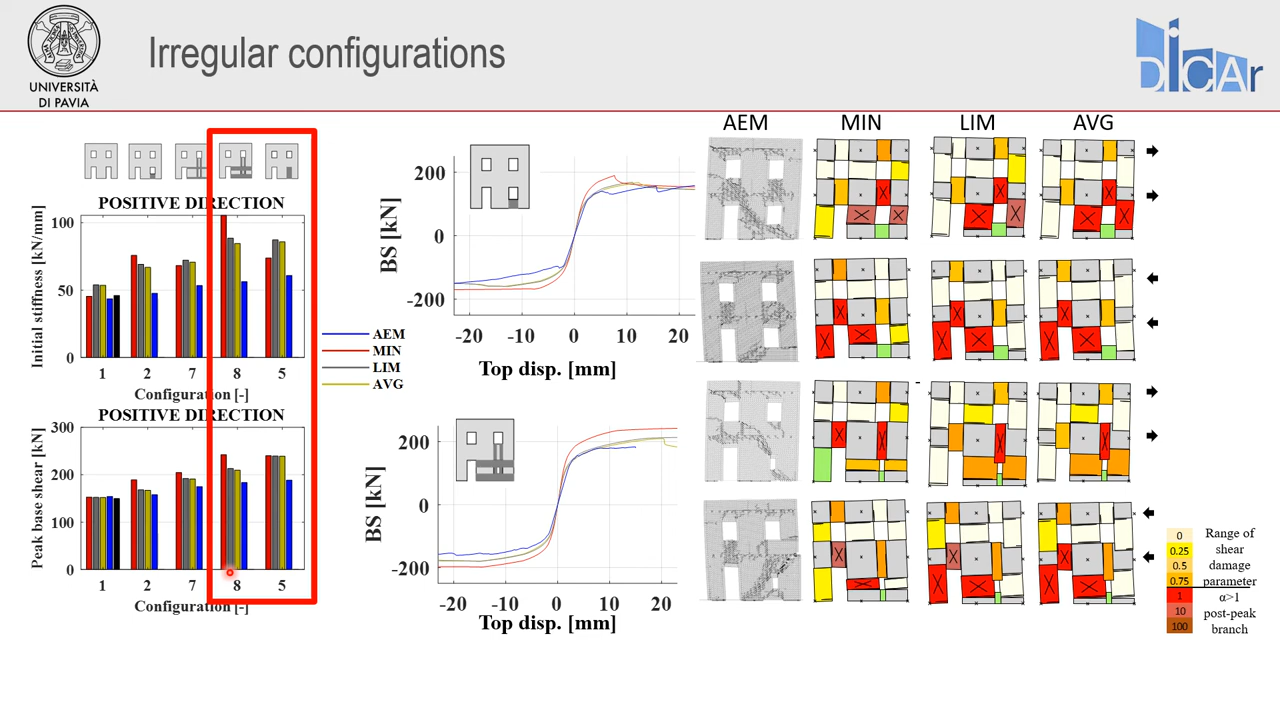 UNIVERSITÀ
DI PAVIA
Irregular configurations
DICAr
POSITIVE DIRECTION
Initial stiffness [kN/mm]
100
50
0
1 2 7 8 5
Configuration [-]
POSITIVE DIRECTION
Peak base shear [kN]
300
200
100
0
1 2 7 8 5
Configuration [-]
AEM
MIN
LIM
AVG
BS [kN]
200
0
-200
-20 -10 0 10 20
Top disp. [mm]
BS [kN]
200
0
-200
-20 -10 0 10 20
Top disp. [mm]
AEM MIN LIM AVG
0
0.25
0.5
0.75
1
10
100
Range of
shear
damage
parameter
α>1
post-peak
branch